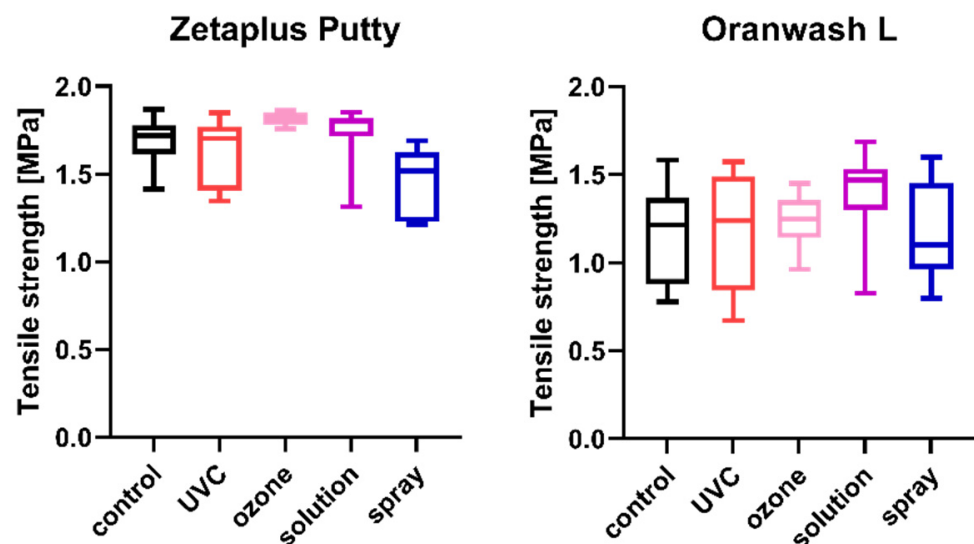 Zetaplus Putty
Tensile strength [MPa]
2.0
1.5
1.0
0.5
0.0
control
UVC
ozone
solution
spray
Oranwash L
Tensile strength [MPa]
2.0
1.5
1.0
0.5
0.0
control
UVC
ozone
solution
spray